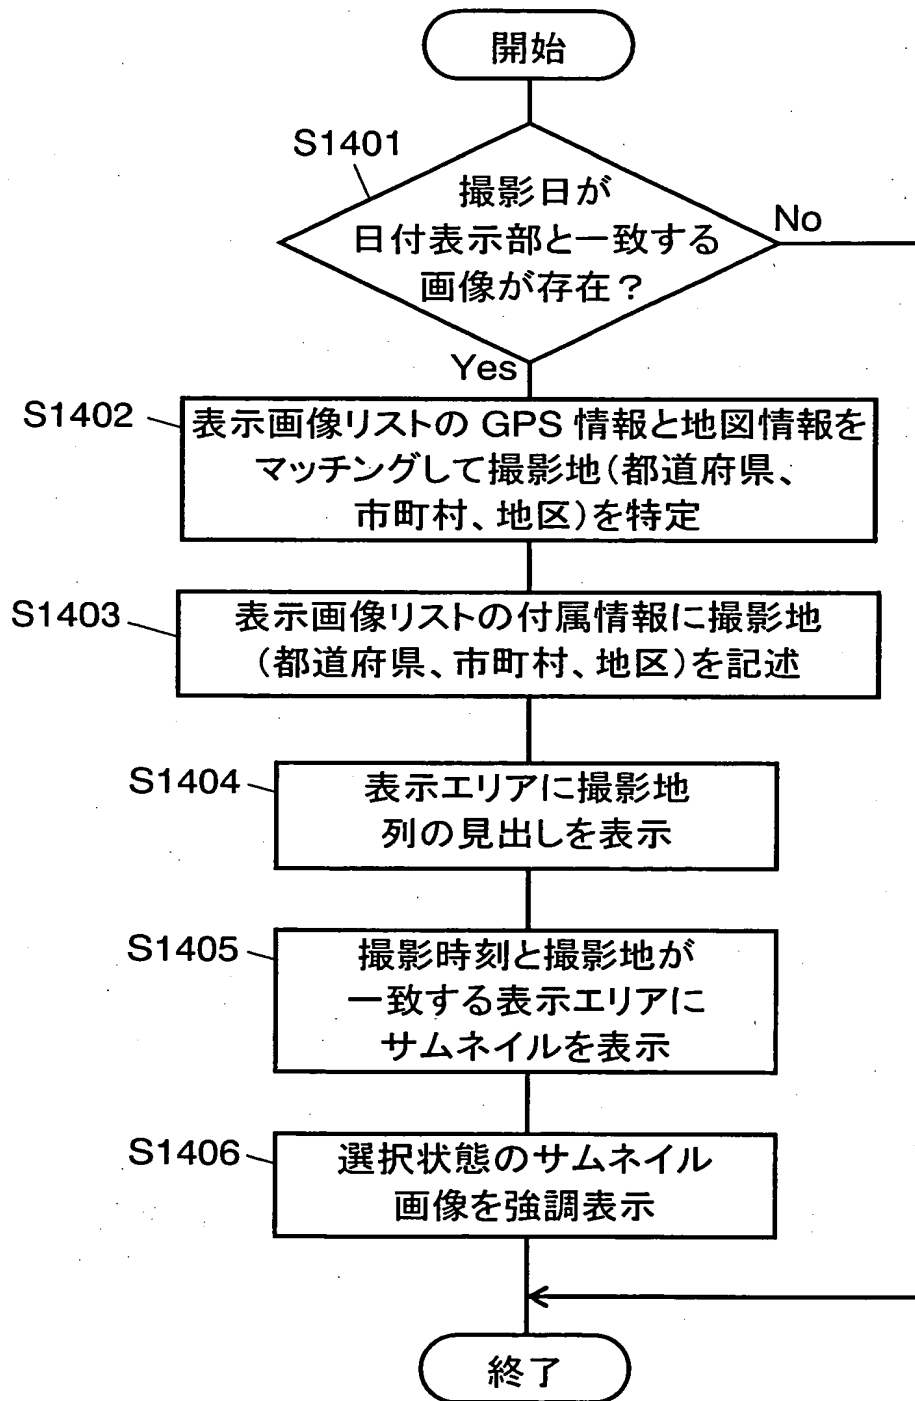 開始
S1401
撮影日が
日付表示部と一致する
画像が存在？
No
Yes
S1402
表示画像リストの GPS 情報と地図情報を
マッチングして撮影地（都道府県、
市町村、地区）を特定
S1403
表示画像リストの付属情報に撮影地
（都道府県、市町村、地区）を記述
S1404
表示エリアに撮影地
列の見出しを表示
S1405
撮影時刻と撮影地が
一致する表示エリアに
サムネイルを表示
S1406
選択状態のサムネイル
画像を強調表示
終了